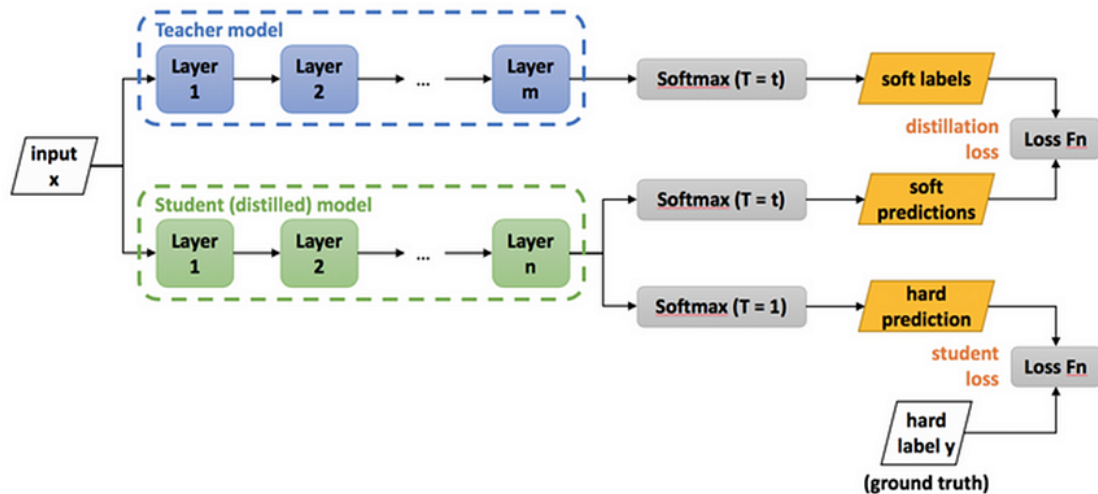 Teacher model
Layer
1
Layer
2
...
Layer
m
Softmax (T = t)
soft labels
distillation
loss
Loss Fn
input
x
Student (distilled) model
Layer
1
Layer
2
...
Layer
n
Softmax (T = t)
soft
predictions
Softmax (T = 1)
hard
prediction
student
loss
Loss Fn
hard
label y
(ground truth)